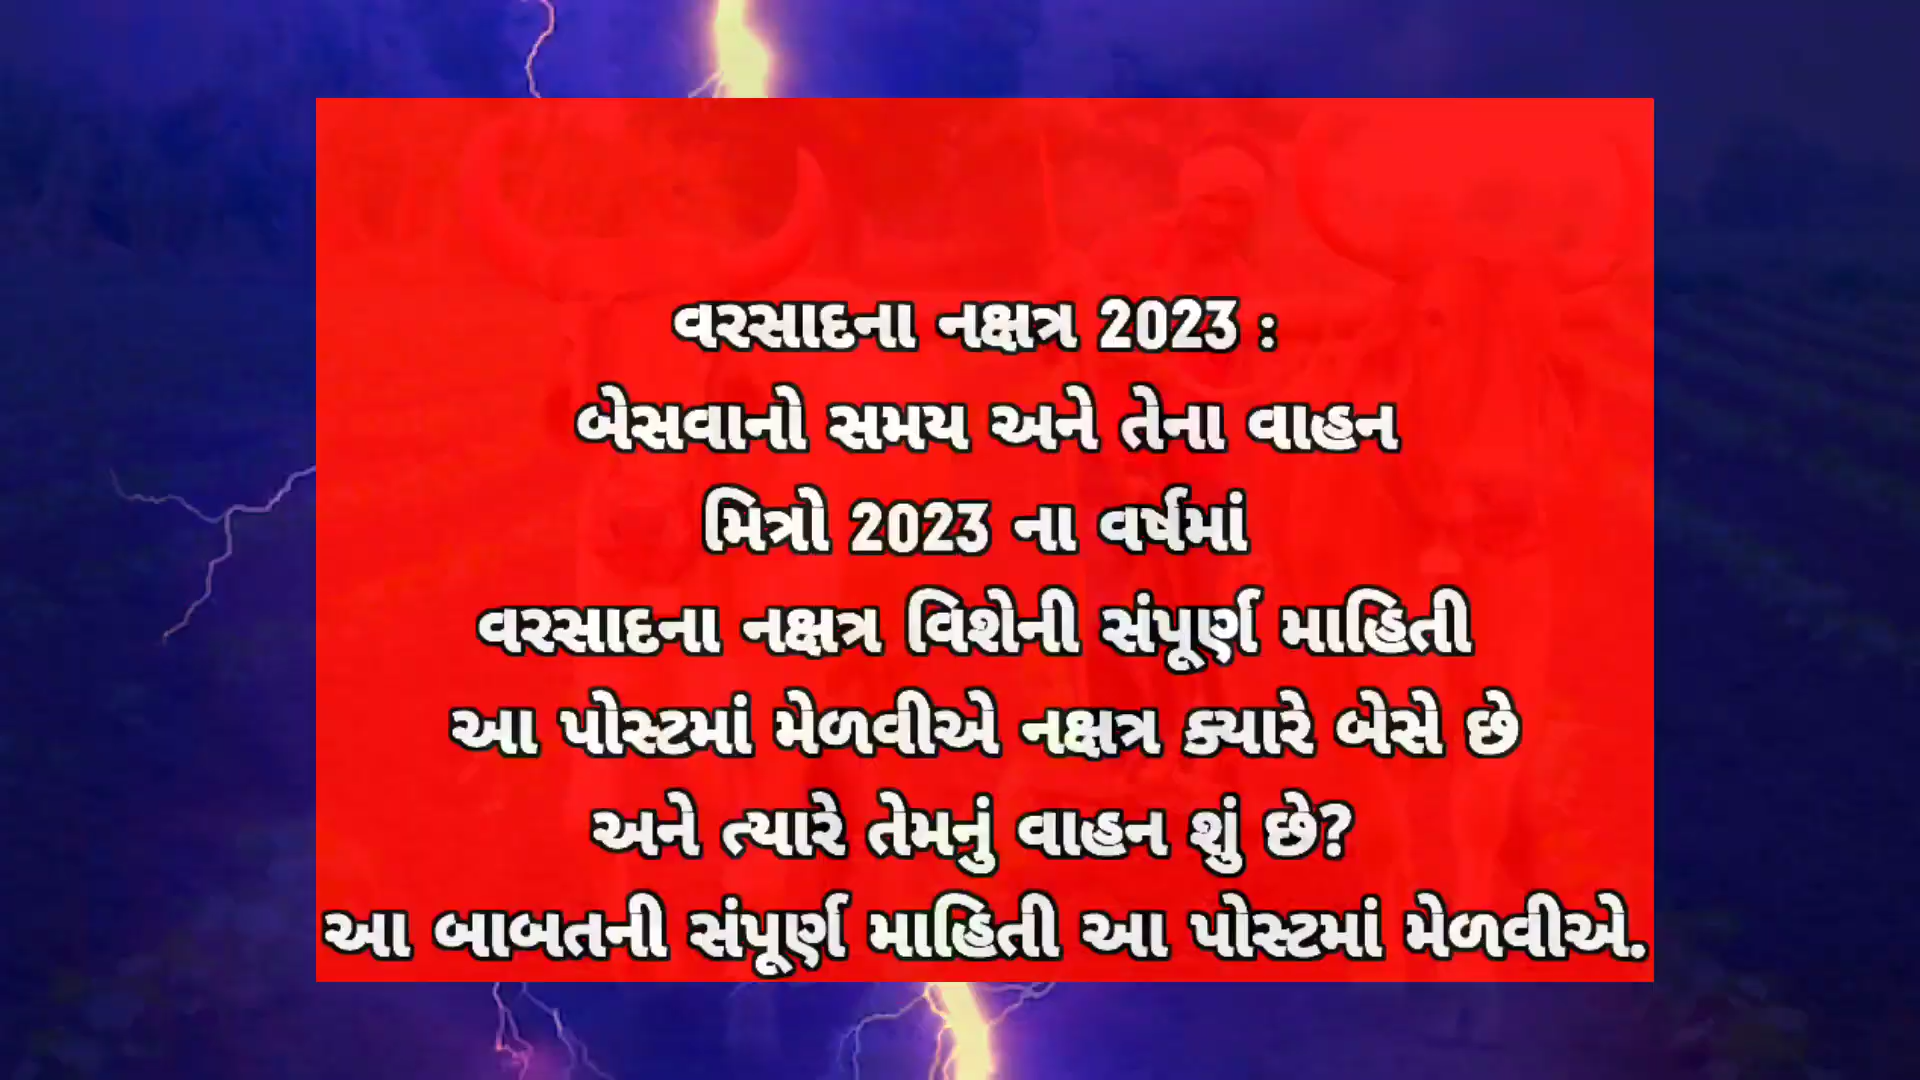 વરસાદના નક્ષત્ર 2023 :
બેસવાનો સમય અને તેના વાહન
મિત્રો 2023 ના વર્ષમાં
વરસાદના નક્ષત્ર વિશેની સંપૂર્ણ માહિતી
આ પોસ્ટમાં મેળવીએ નક્ષત્ર ક્યારે બેસે છે
અને ત્યારે તેમનું વાહન શું છે?
આ બાબતની સંપૂર્ણ માહિતી આ પોસ્ટમાં મેળવીએ.